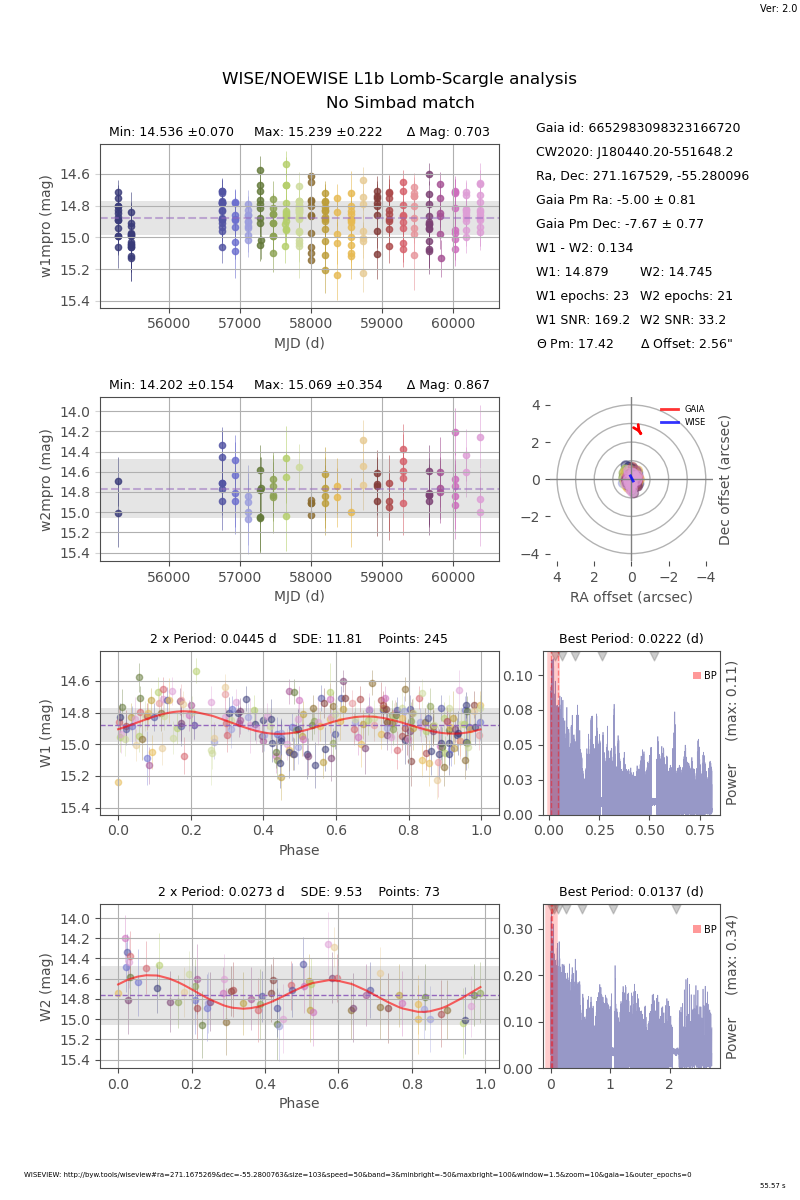 Ver: 2.0
WISE/NOEWISE L1b Lomb-Scargle analysis
No Simbad match
Min: 14.536 ±0.070 Max: 15.239 ±0.222 Δ Mag: 0.703
14.6
14.8
15.0
15.2
15.4
w1mpro (mag)
56000 57000 58000 59000 60000
MJD (d)
Gaia id: 6652983098323166720
CW2020: J180440.20-551648.2
Ra, Dec: 271.167529, -55.280096
Gaia Pm Ra: -5.00 ± 0.81
Gaia Pm Dec: -7.67 ± 0.77
W1 - W2: 0.134
W1: 14.879 W2: 14.745
W1 epochs: 23 W2 epochs: 21
W1 SNR: 169.2 W2 SNR: 33.2
Θ Pm: 17.42 Δ Offset: 2.56"
Min: 14.202 ±0.154 Max: 15.069 ±0.354 Δ Mag: 0.867
14.0
14.2
14.4
14.6
14.8
15.0
15.2
15.4
w2mpro (mag)
56000 57000 58000 59000 60000
MJD (d)
GAIA
WISE
4
2
0
−2
−4
4 2 0 −2 −4
RA offset (arcsec)
Dec offset (arcsec)
2 x Period: 0.0445 d SDE: 11.81 Points: 245
14.6
14.8
15.0
15.2
15.4
W1 (mag)
0.0 0.2 0.4 0.6 0.8 1.0
Phase
Best Period: 0.0222 (d)
BP
0.10
0.08
0.05
0.03
0.00
0.00 0.25 0.50 0.75
Power (max: 0.11)
2 x Period: 0.0273 d SDE: 9.53 Points: 73
14.0
14.2
14.4
14.6
14.8
15.0
15.2
15.4
W2 (mag)
0.0 0.2 0.4 0.6 0.8 1.0
Phase
Best Period: 0.0137 (d)
BP
0.30
0.20
0.10
0.00
0 1 2
Power (max: 0.34)
WISEVIEW: http://byw.tools/wiseview#ra=271.1675269&dec=-55.2800763&size=103&speed=50&band=3&minbright=-50&maxbright=100&window=1.5&zoom=10&gaia=1&outer_epochs=0
55.57 s